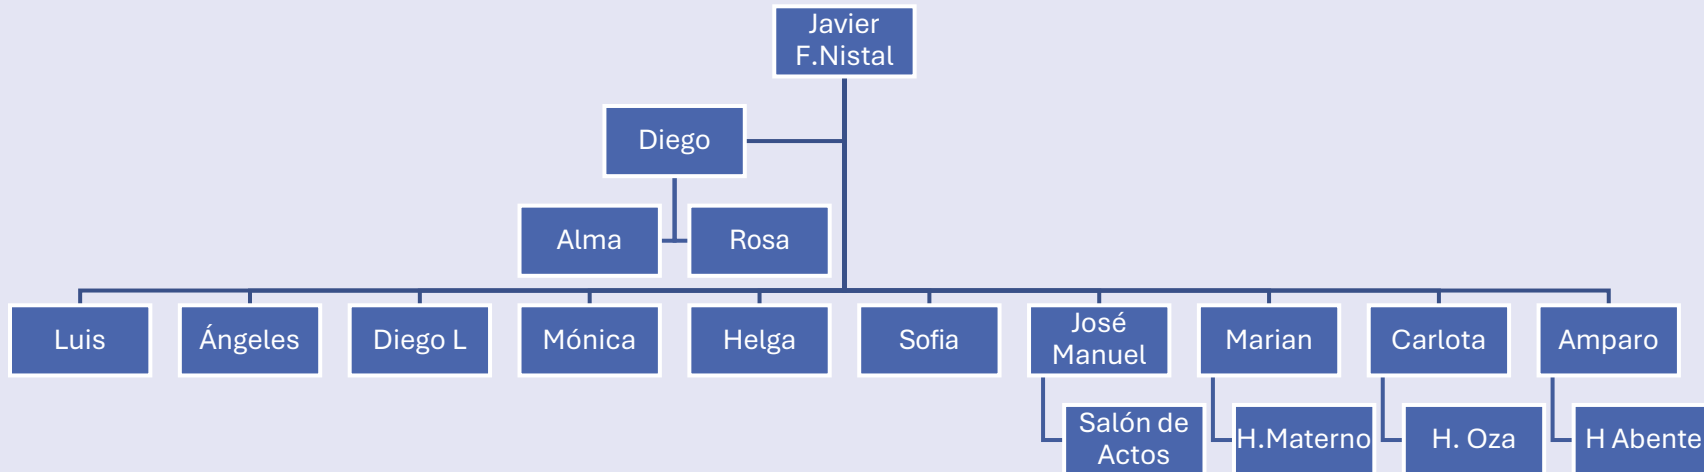 Javier
F.Nistal
Diego
Alma
Rosa
Luis
Ángeles
Diego L
Mónica
Helga
Sofia
José
Manuel
Marian
Carlota
Amparo
Salón de
Actos
H.Materno
H. Oza
H Abente